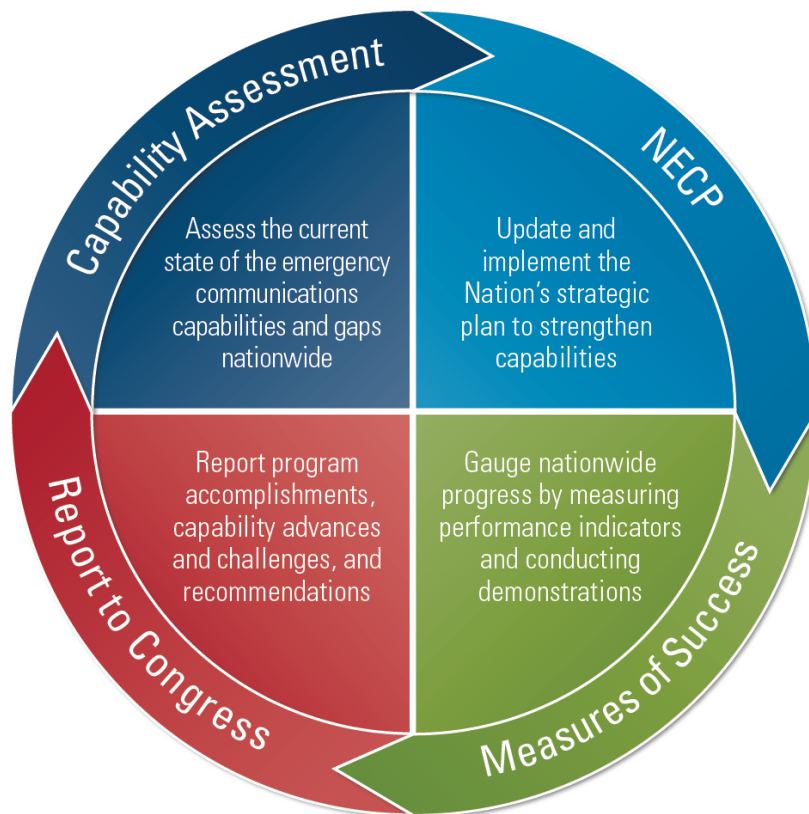 Capability Assessment
Assess the current
state of the emergency
communications
capabilities and gaps
nationwide
NECP
Update and
implement the
Nation’s strategic
plan to strengthen
capabilities
Measures of Success
Gauge nationwide
progress by measuring
performance indicators
and conducting
demonstrations
Report to Congress
Report program
accomplishments,
capability advances
and challenges, and
recommendations